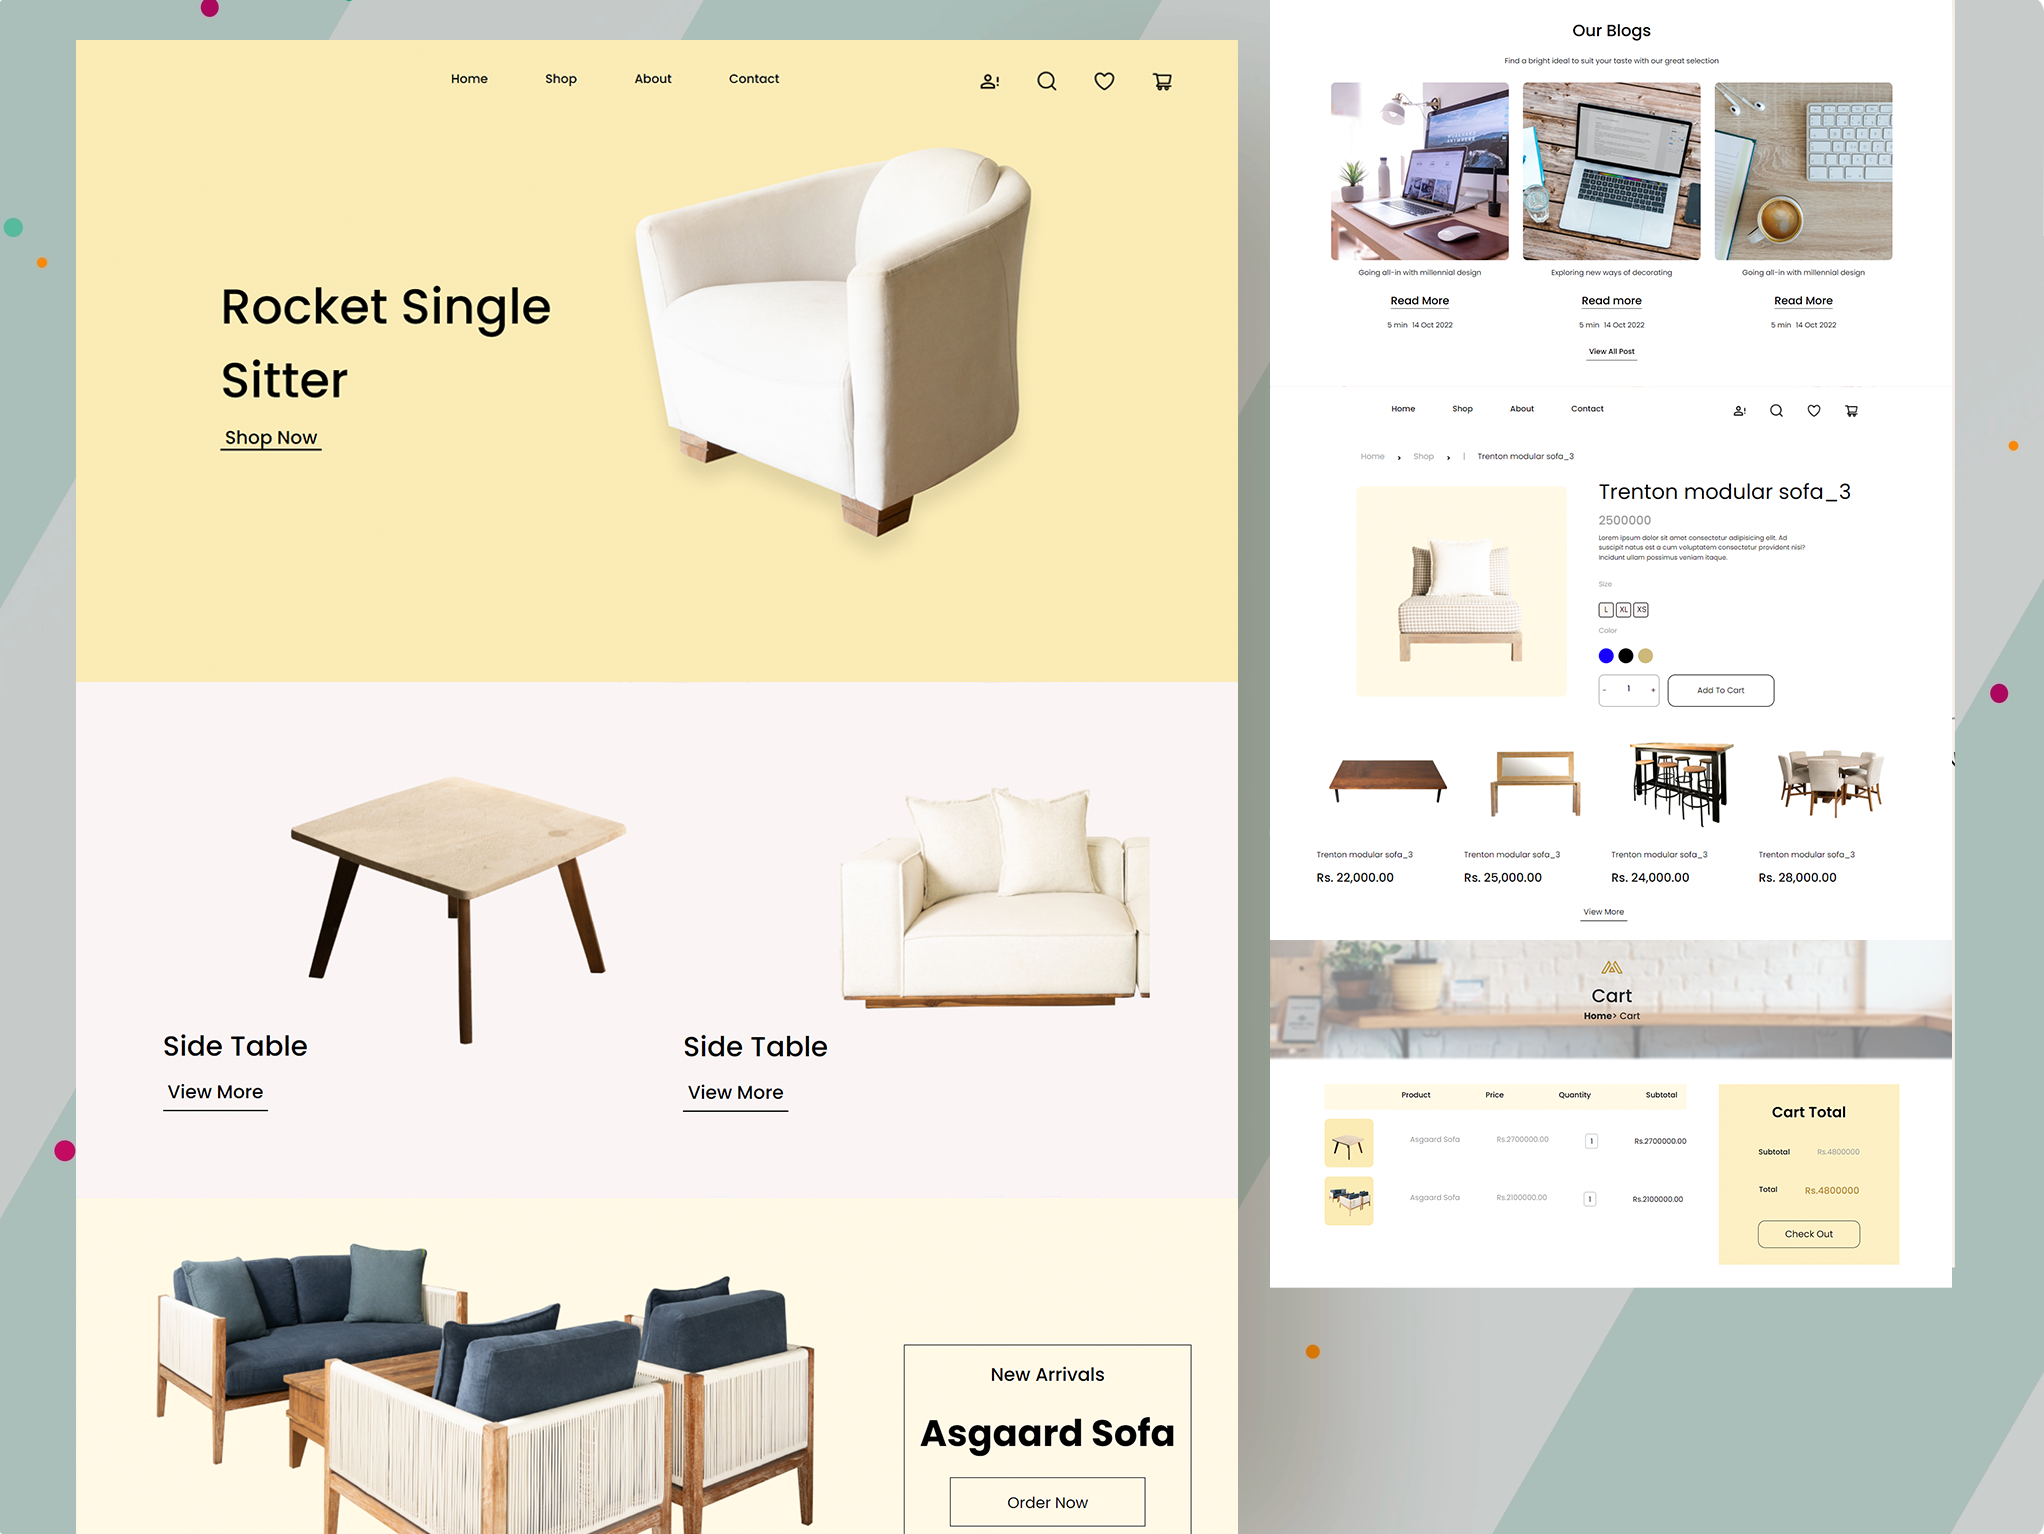 Home Shop About Contact
Rocket Single
Sitter
Shop Now
Side Table
View More
Side Table
View More
New Arrivals
Asgaard Sofa
Order Now
Our Blogs
Find a bright ideal to suit your taste with our great selection
Going all-in with millennial design
Read More
5 min 14 Oct 2022
Exploring new ways of decorating
Read more
5 min 14 Oct 2022
Going all-in with millennial design
Read More
5 min 14 Oct 2022
View All Post
Home Shop About Contact
Home > Shop > | Trenton modular sofa_3
Trenton modular sofa_3
2500000
Lorem ipsum dolor sit amet consectetur adipisicing elit. Ad
suscipit natus est a cum voluptatem consectetur provident nisi?
Incidunt ullam possimus veniam itaque.
Size
L XL XS
Color
- 1 +
Add To Cart
Trenton modular sofa_3
Rs. 22,000.00
Trenton modular sofa_3
Rs. 25,000.00
Trenton modular sofa_3
Rs. 24,000.00
Trenton modular sofa_3
Rs. 28,000.00
View More
Cart
Home> Cart
Product Price Quantity Subtotal
Asgaard Sofa Rs.2700000.00 1 Rs.2700000.00
Asgaard Sofa Rs.2100000.00 1 Rs.2100000.00
Cart Total
Subtotal Rs.4800000
Total Rs.4800000
Check Out